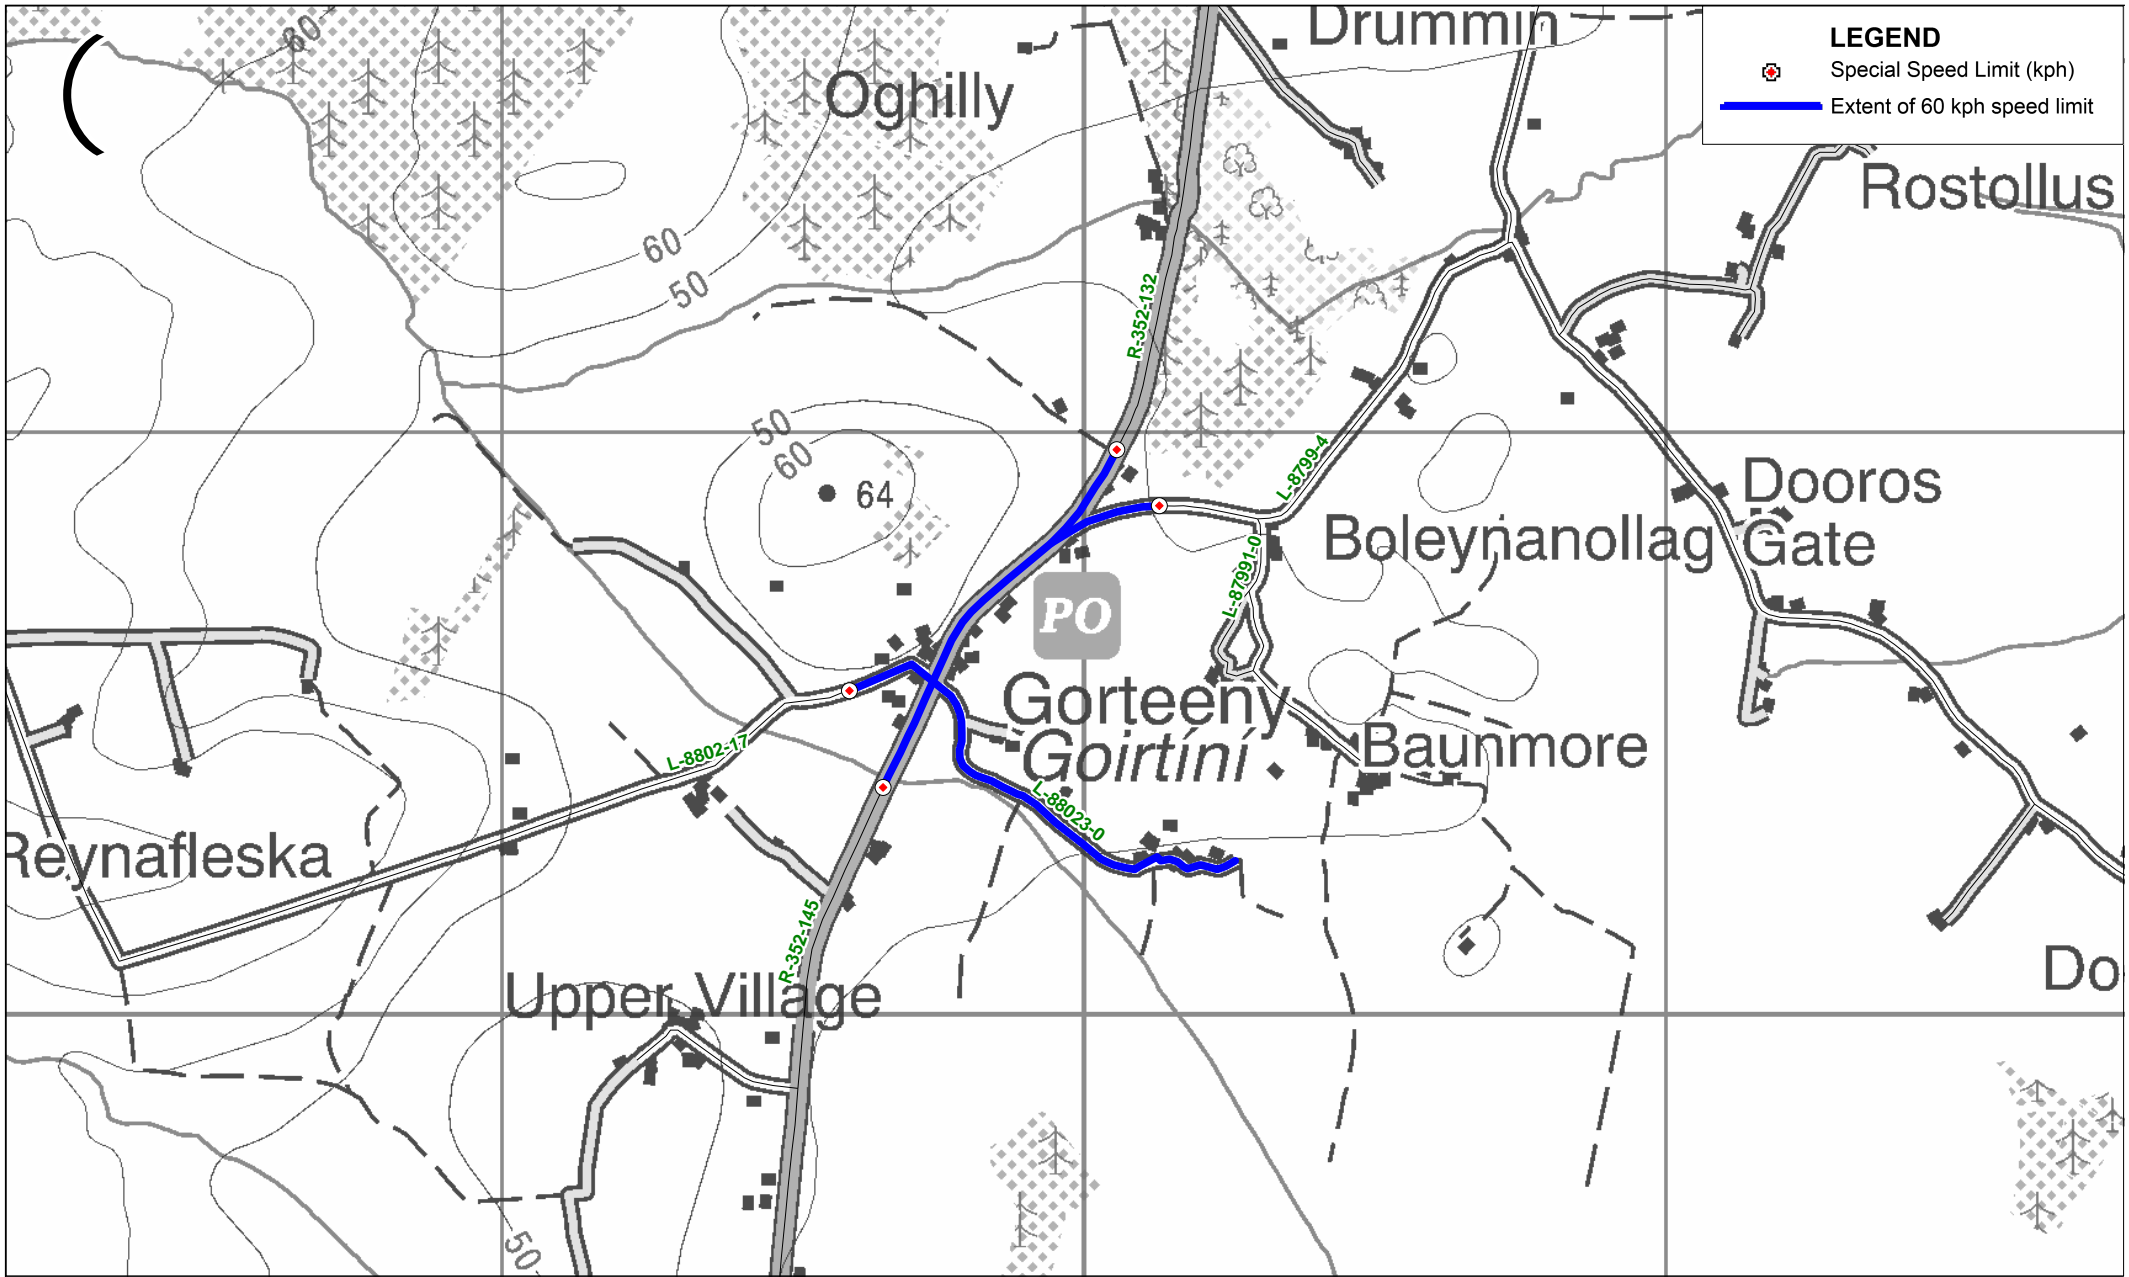 Drummin
LEGEND
Special Speed Limit (kph)
Extent of 60 kph speed limit
60
Oghilly
Rostollus
60
50
R-352-132
50
60
64
L-8799-4
Dooros
Gate
Boleynanollag
L-87991-0
PO
Gorteeny
Goirtíní
Baunmore
L-8802-17
L-88023-0
Reynafleska
R-352-145
Upper Village
Do
50